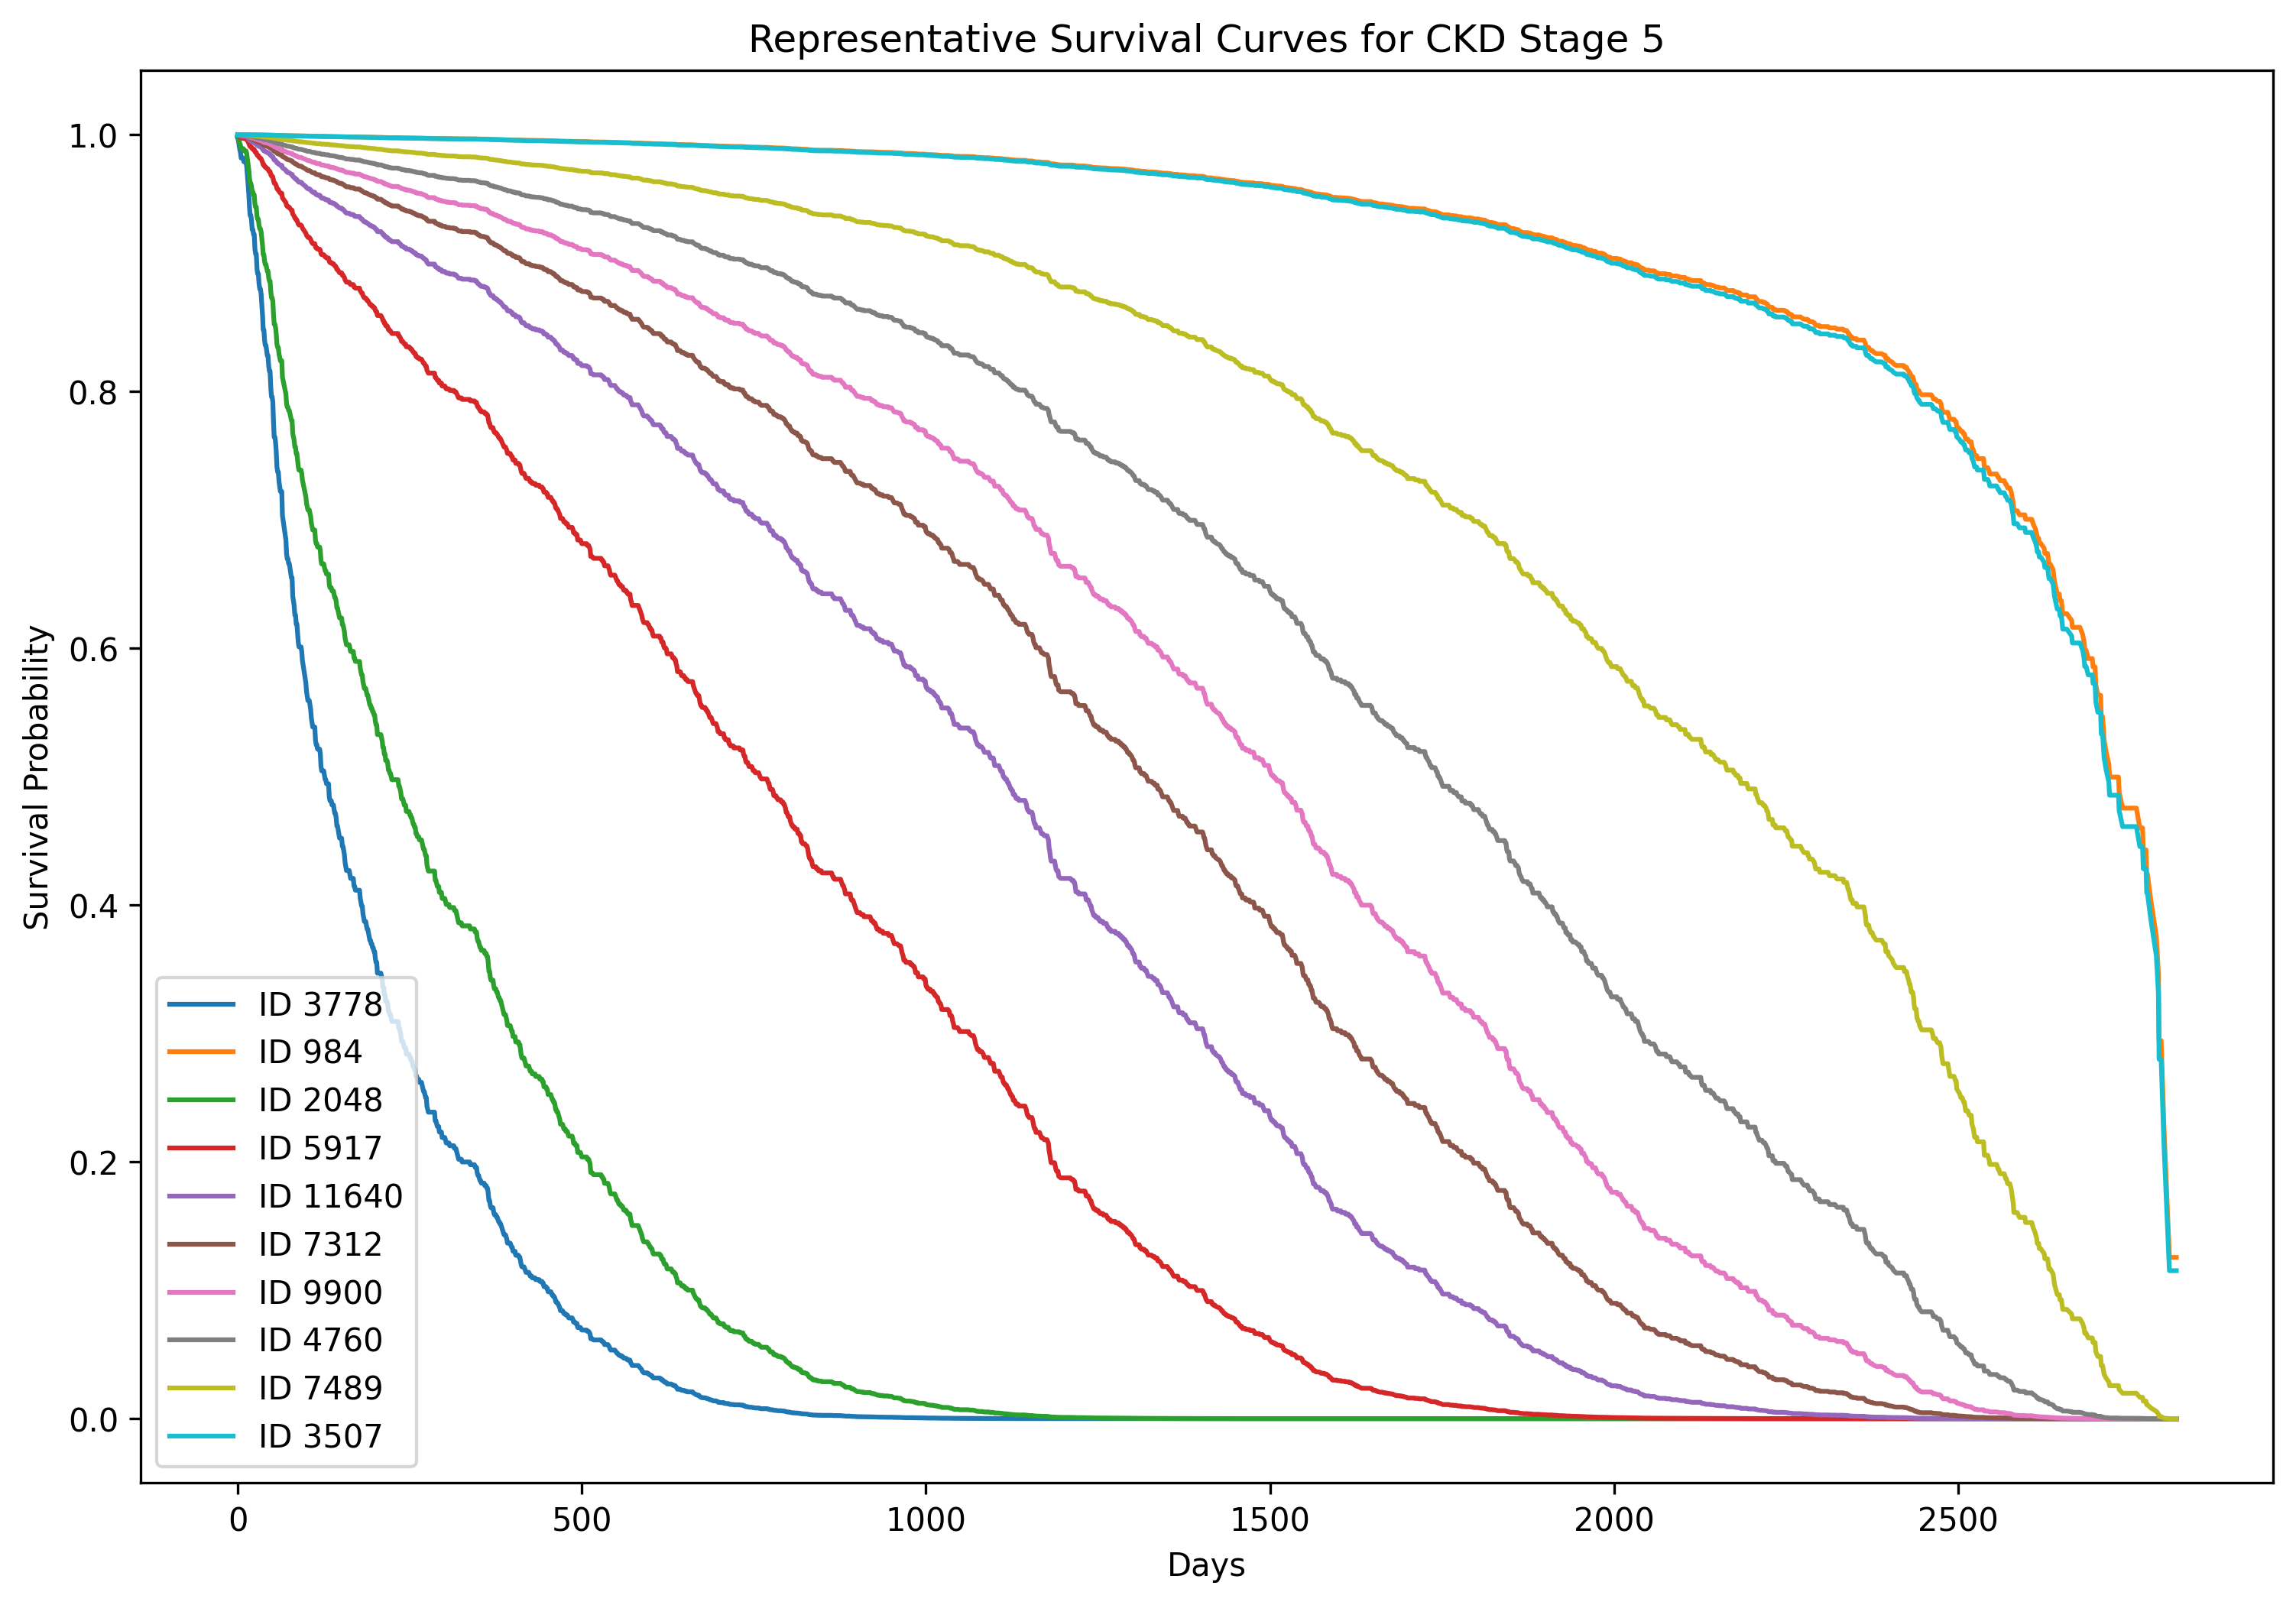 Representative Survival Curves for CKD Stage 5
Survival Probability
1.0
0.8
0.6
0.4
0.2
0.0
ID 3778
ID 984
ID 2048
ID 5917
ID 11640
ID 7312
ID 9900
ID 4760
ID 7489
ID 3507
0 500 1000 1500 2000 2500
Days